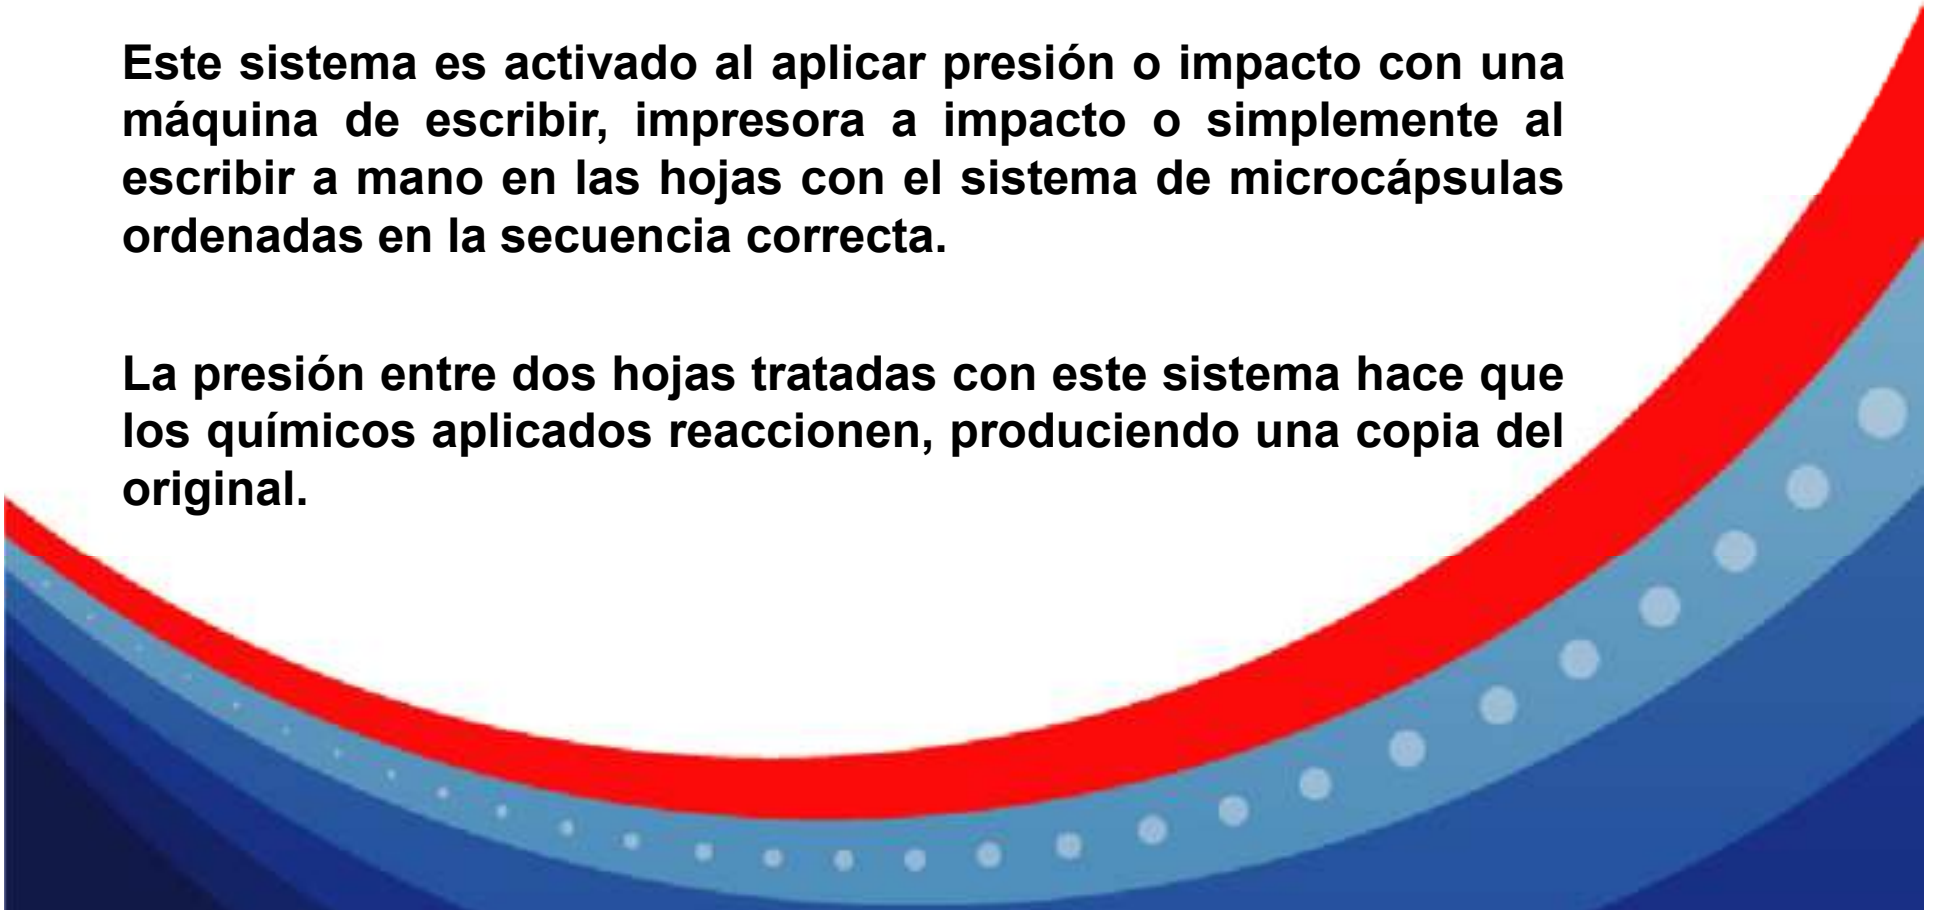 Este sistema es activado al aplicar presión o impacto con una
máquina de escribir, impresora a impacto o simplemente al
escribir a mano en las hojas con el sistema de microcápsulas
ordenadas en la secuencia correcta.
La presión entre dos hojas tratadas con este sistema hace que
los químicos aplicados reaccionen, produciendo una copia del
original.